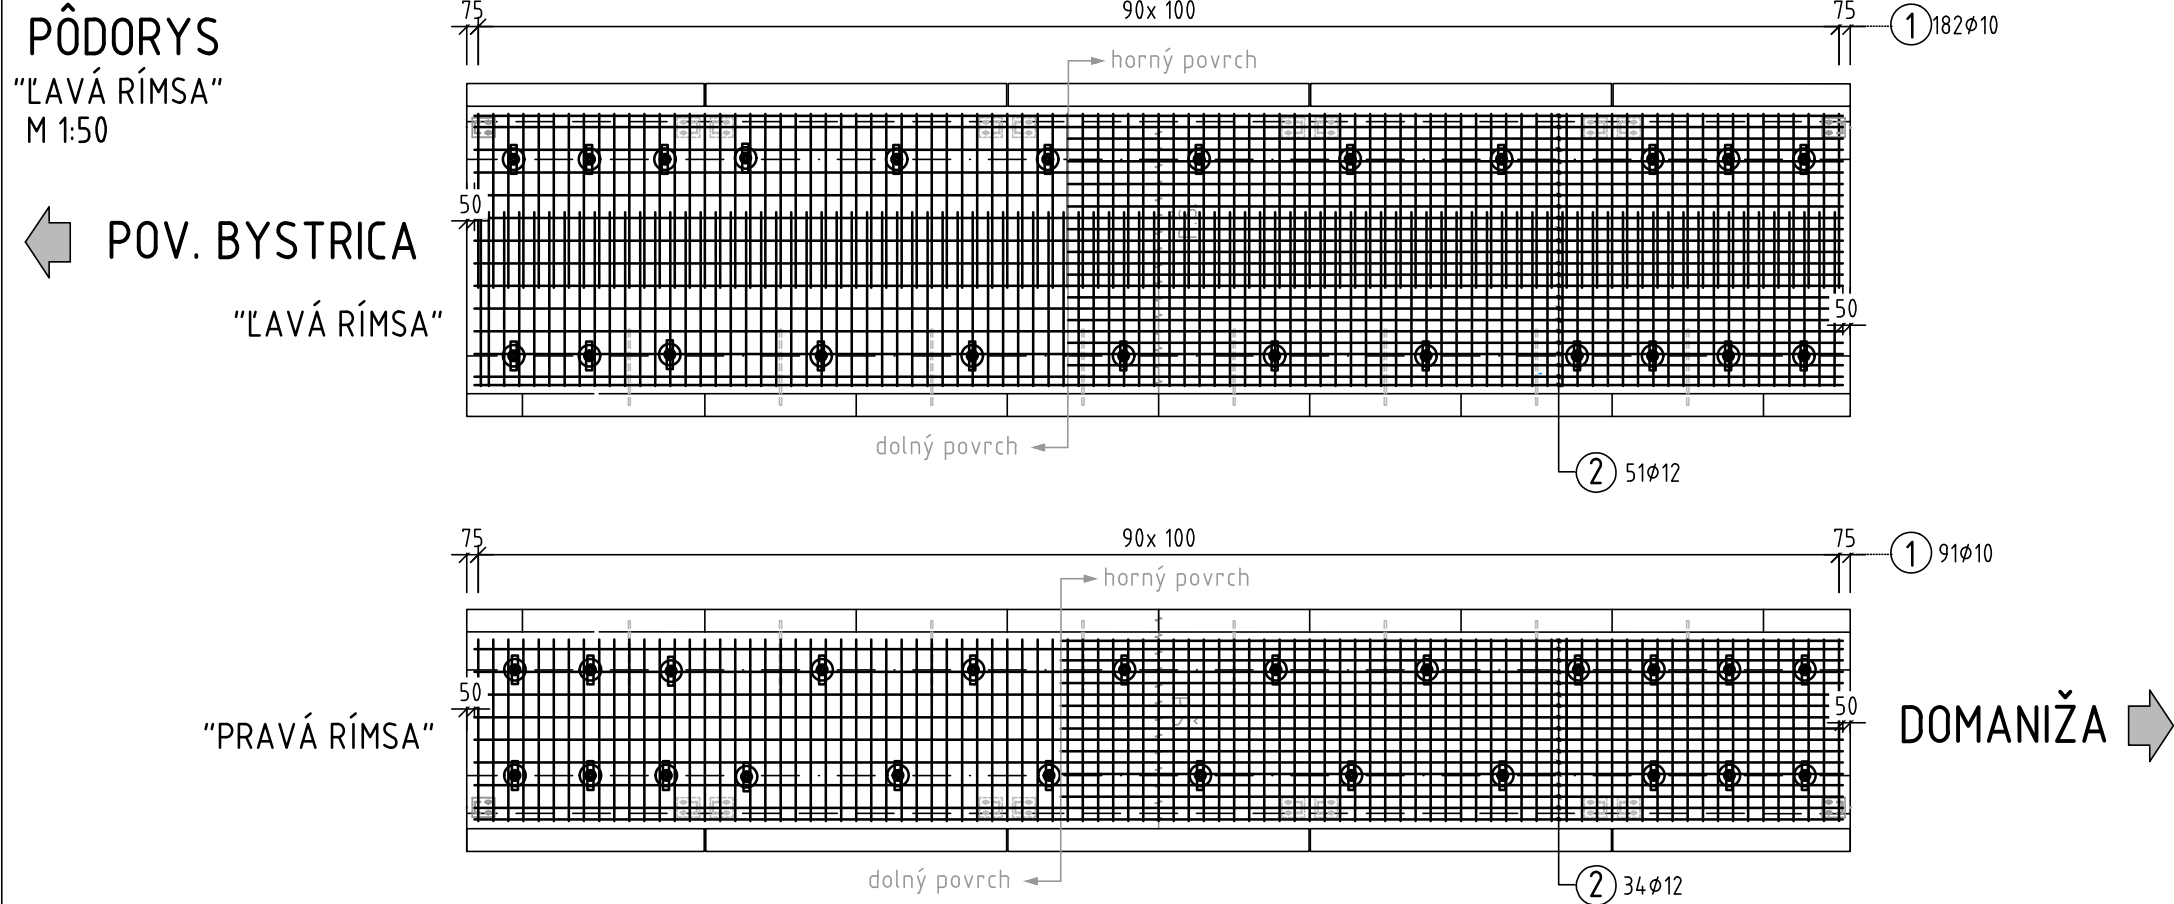 PÔDORYS
"ĽAVÁ RÍMSA"
M 1:50
75 90x 100 75 1 182ø10
horný povrch
50
POV. BYSTRICA
"ĽAVÁ RÍMSA"
50
dolný povrch
2 51ø12
75 90x 100 75 1 91ø10
horný povrch
50
50
"PRAVÁ RÍMSA"
DOMANIŽA
dolný povrch
2 34ø12